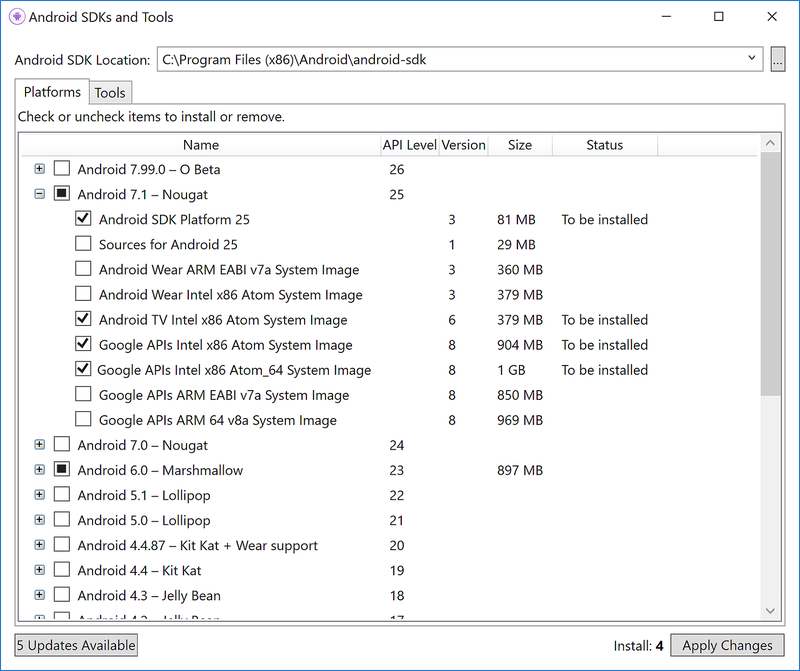 Android SDKs and Tools
Android SDK Location: C:\Program Files (x86)\Android\android-sdk ...
Platforms Tools
Check or uncheck items to install or remove.
Name API Level Version Size Status
Android 7.99.0 – O Beta 26
Android 7.1 – Nougat 25
Android SDK Platform 25 3 81 MB To be installed
Sources for Android 25 1 29 MB
Android Wear ARM EABI v7a System Image 3 360 MB
Android Wear Intel x86 Atom System Image 3 379 MB
Android TV Intel x86 Atom System Image 6 379 MB To be installed
Google APIs Intel x86 Atom System Image 8 904 MB To be installed
Google APIs Intel x86 Atom_64 System Image 8 1 GB To be installed
Google APIs ARM EABI v7a System Image 8 850 MB
Google APIs ARM 64 v8a System Image 8 969 MB
Android 7.0 – Nougat 24
Android 6.0 – Marshmallow 23 897 MB
Android 5.1 – Lollipop 22
Android 5.0 – Lollipop 21
Android 4.4.87 – Kit Kat + Wear support 20
Android 4.4 – Kit Kat 19
Android 4.3 – Jelly Bean 18
Android 4.2 – Jelly Bean 17
5 Updates Available Install: 4 Apply Changes